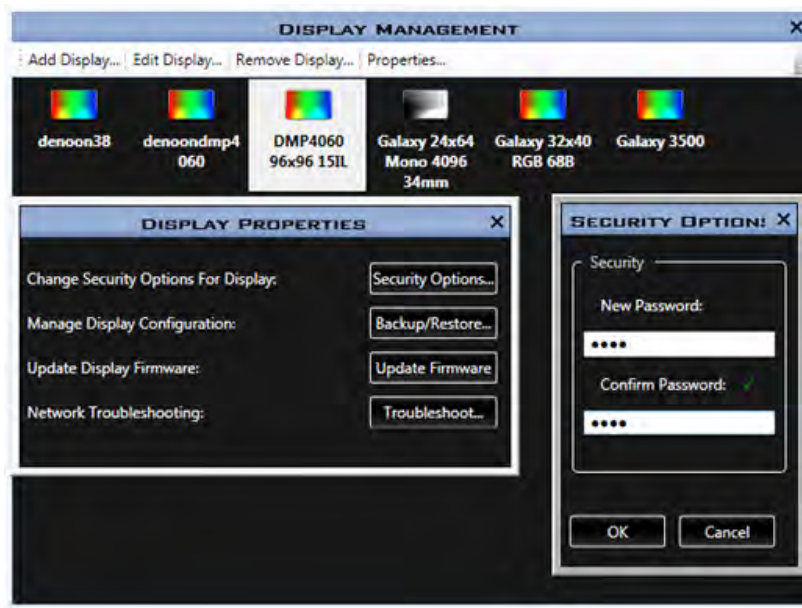 DISPLAY MANAGEMENT
Add Display... Edit Display... Remove Display... Properties...
denoon38
denoondmp4
060
DMP4060
96x96 15IL
Galaxy 24x64
Mono 4096
34mm
Galaxy 32x40
RGB 68B
Galaxy 3500
DISPLAY PROPERTIES
Change Security Options For Display: Security Options...
Manage Display Configuration: Backup/Restore...
Update Display Firmware: Update Firmware
Network Troubleshooting: Troubleshoot...
SECURITY OPTION:
Security
New Password:
••••
Confirm Password: ✓
••••
OK Cancel